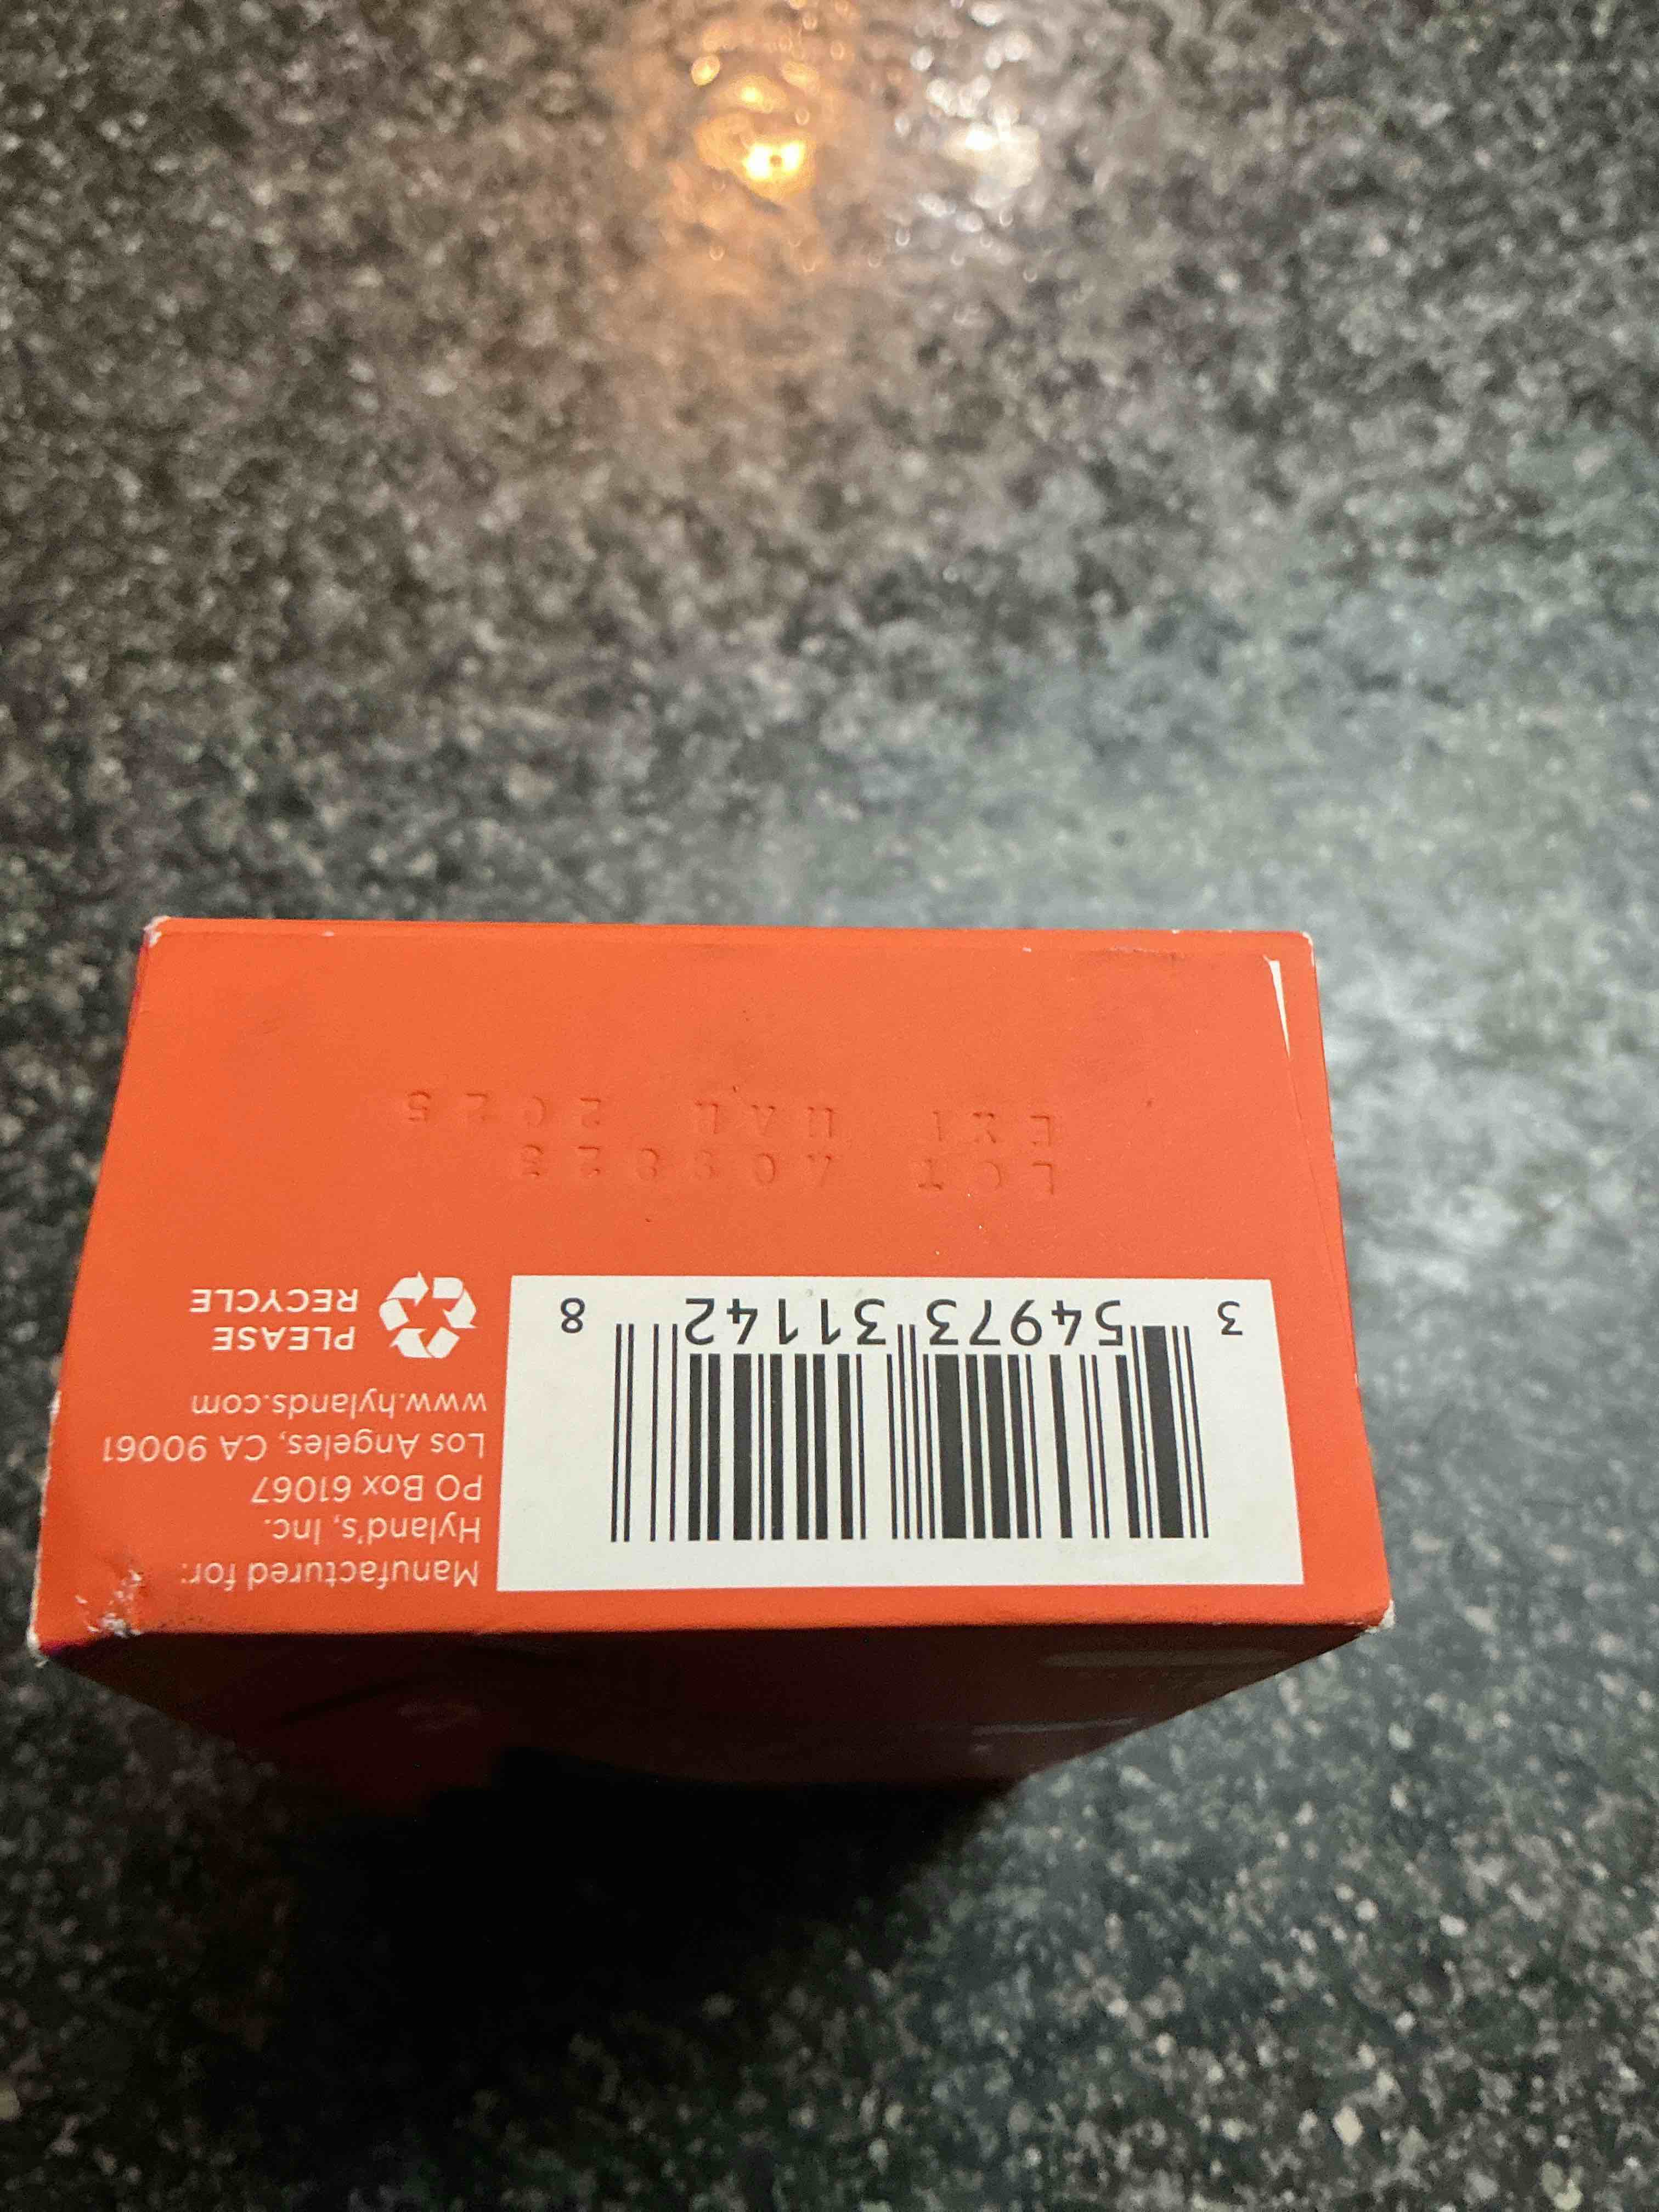 Manufactured for:
Hyland's, Inc.
PO Box 61067
Los Angeles, CA 90061
www.hylands.com
PLEASE
RECYCLE
3 54973 31142 8
LOT
EXP MAR 2025